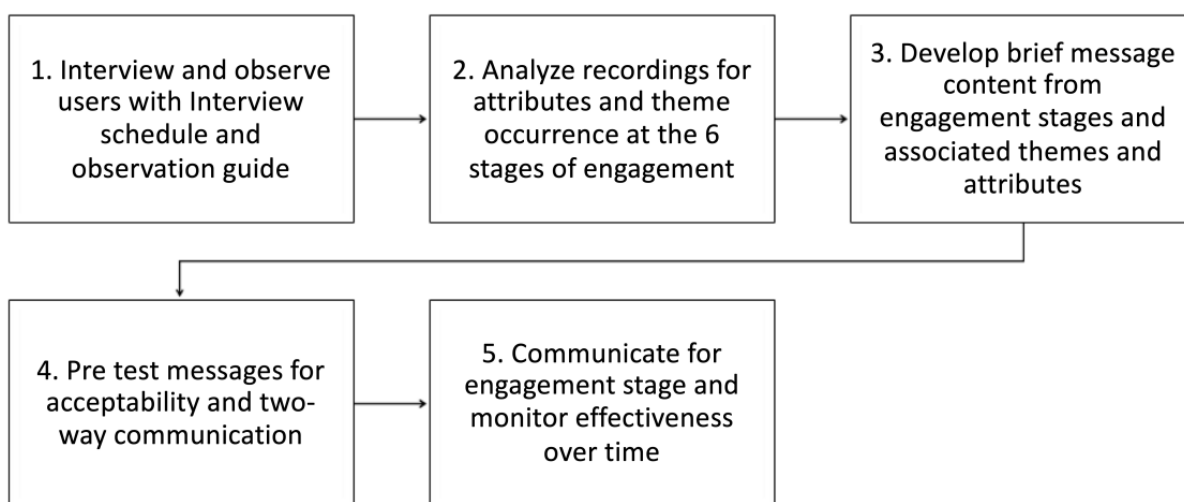 1. Interview and observe
users with Interview
schedule and
observation guide
2. Analyze recordings for
attributes and theme
occurrence at the 6
stages of engagement
3. Develop brief message
content from
engagement stages and
associated themes and
attributes
4. Pre test messages for
acceptability and two-
way communication
5. Communicate for
engagement stage and
monitor effectiveness
over time